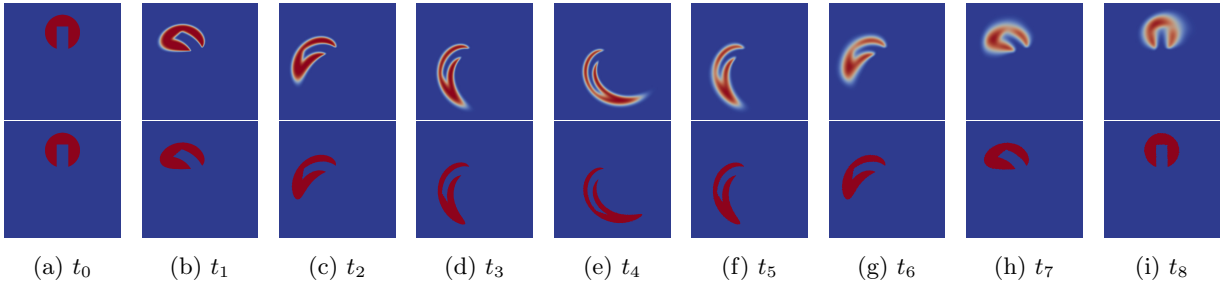 (a) t₀ (b) t₁ (c) t₂ (d) t₃ (e) t₄ (f) t₅ (g) t₆ (h) t₇ (i) t₈